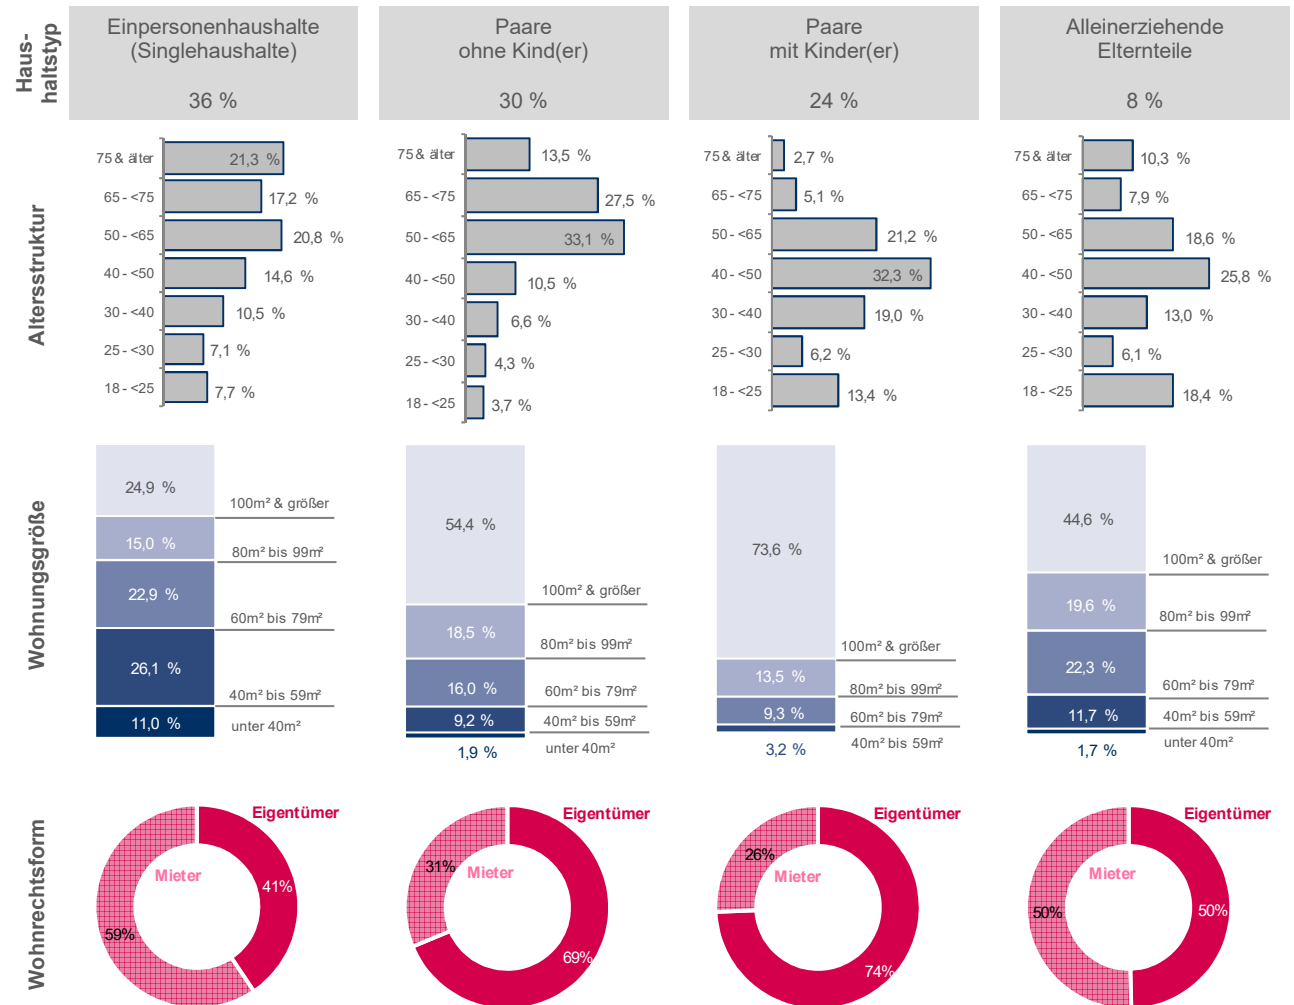 Haus-
haltstyp
Einpersonenhaushalte
(Singlehaushalte)
36 %
Paare
ohne Kind(er)
30 %
Paare
mit Kinder(er)
24 %
Alleinerziehende
Elternteile
8 %
Altersstruktur
75 & älter 21,3 %
65 - <75 17,2 %
50 - <65 20,8 %
40 - <50 14,6 %
30 - <40 10,5 %
25 - <30 7,1 %
18 - <25 7,7 %
75 & älter 13,5 %
65 - <75 27,5 %
50 - <65 33,1 %
40 - <50 10,5 %
30 - <40 6,6 %
25 - <30 4,3 %
18 - <25 3,7 %
75 & älter 2,7 %
65 - <75 5,1 %
50 - <65 21,2 %
40 - <50 32,3 %
30 - <40 19,0 %
25 - <30 6,2 %
18 - <25 13,4 %
75 & älter 10,3 %
65 - <75 7,9 %
50 - <65 18,6 %
40 - <50 25,8 %
30 - <40 13,0 %
25 - <30 6,1 %
18 - <25 18,4 %
Wohnungsgröße
24,9 % 100m² & größer
15,0 % 80m² bis 99m²
22,9 % 60m² bis 79m²
26,1 % 40m² bis 59m²
11,0 % unter 40m²
54,4 % 100m² & größer
18,5 % 80m² bis 99m²
16,0 % 60m² bis 79m²
9,2 % 40m² bis 59m²
1,9 % unter 40m²
73,6 % 100m² & größer
13,5 % 80m² bis 99m²
9,3 % 60m² bis 79m²
3,2 % 40m² bis 59m²
44,6 % 100m² & größer
19,6 % 80m² bis 99m²
22,3 % 60m² bis 79m²
11,7 % 40m² bis 59m²
1,7 % unter 40m²
Wohnrechtsform
Eigentümer
Mieter
41%
59%
Eigentümer
31%
Mieter
69%
Eigentümer
26%
Mieter
74%
Eigentümer
Mieter
50%
50%